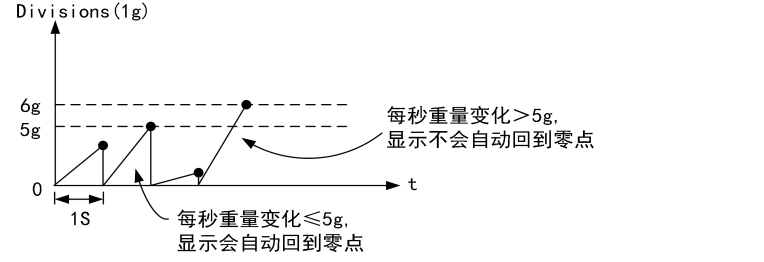 Divisions(1g)
6g
5g
每秒重量变化>5g,
显示不会自动回到零点
0
t
1S
每秒重量变化≤5g,
显示会自动回到零点